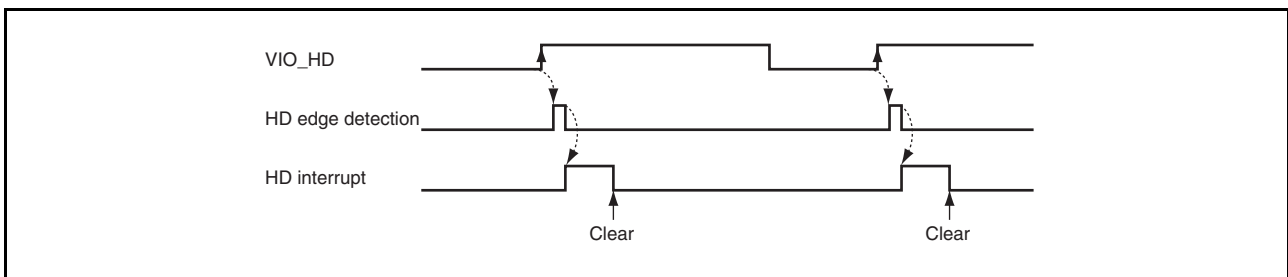 VIO_HD
HD edge detection
HD interrupt
Clear
Clear